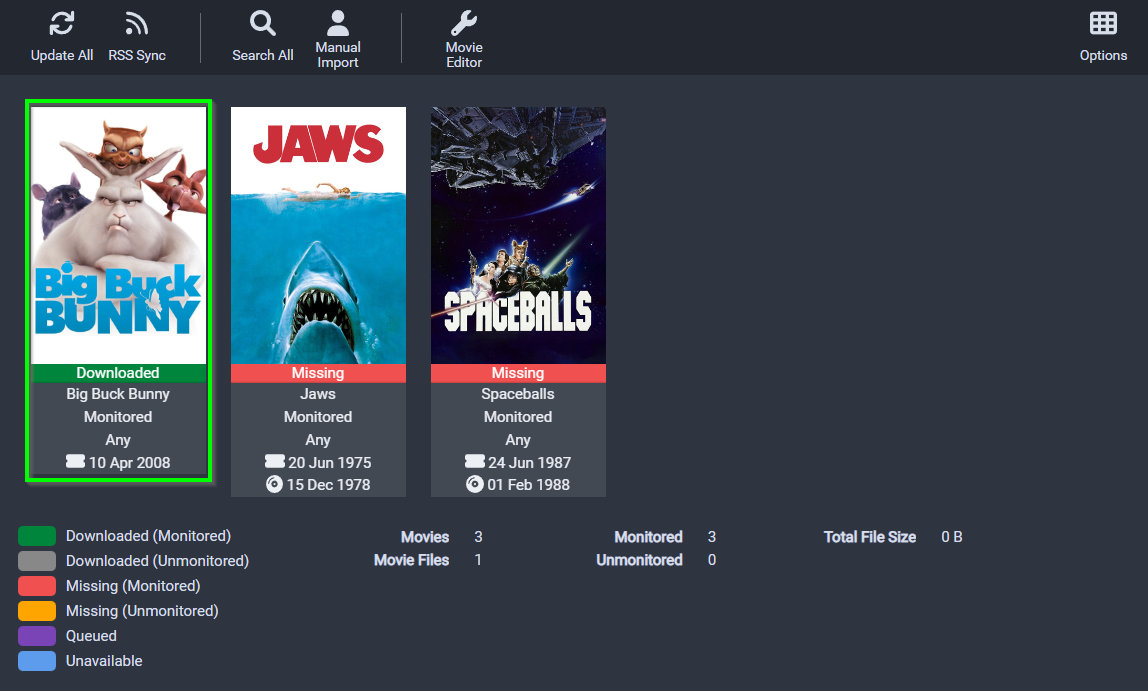 Update All
RSS Sync
Search All
Manual
Import
Movie
Editor
Options
Big Buck
BUNNY
Downloaded
Big Buck Bunny
Monitored
Any
10 Apr 2008
JAWS
Missing
Jaws
Monitored
Any
20 Jun 1975
15 Dec 1978
SPACEBALLS
Missing
Spaceballs
Monitored
Any
24 Jun 1987
01 Feb 1988
Downloaded (Monitored)
Downloaded (Unmonitored)
Missing (Monitored)
Missing (Unmonitored)
Queued
Unavailable
Movies 3
Movie Files 1
Monitored 3
Unmonitored 0
Total File Size 0 B